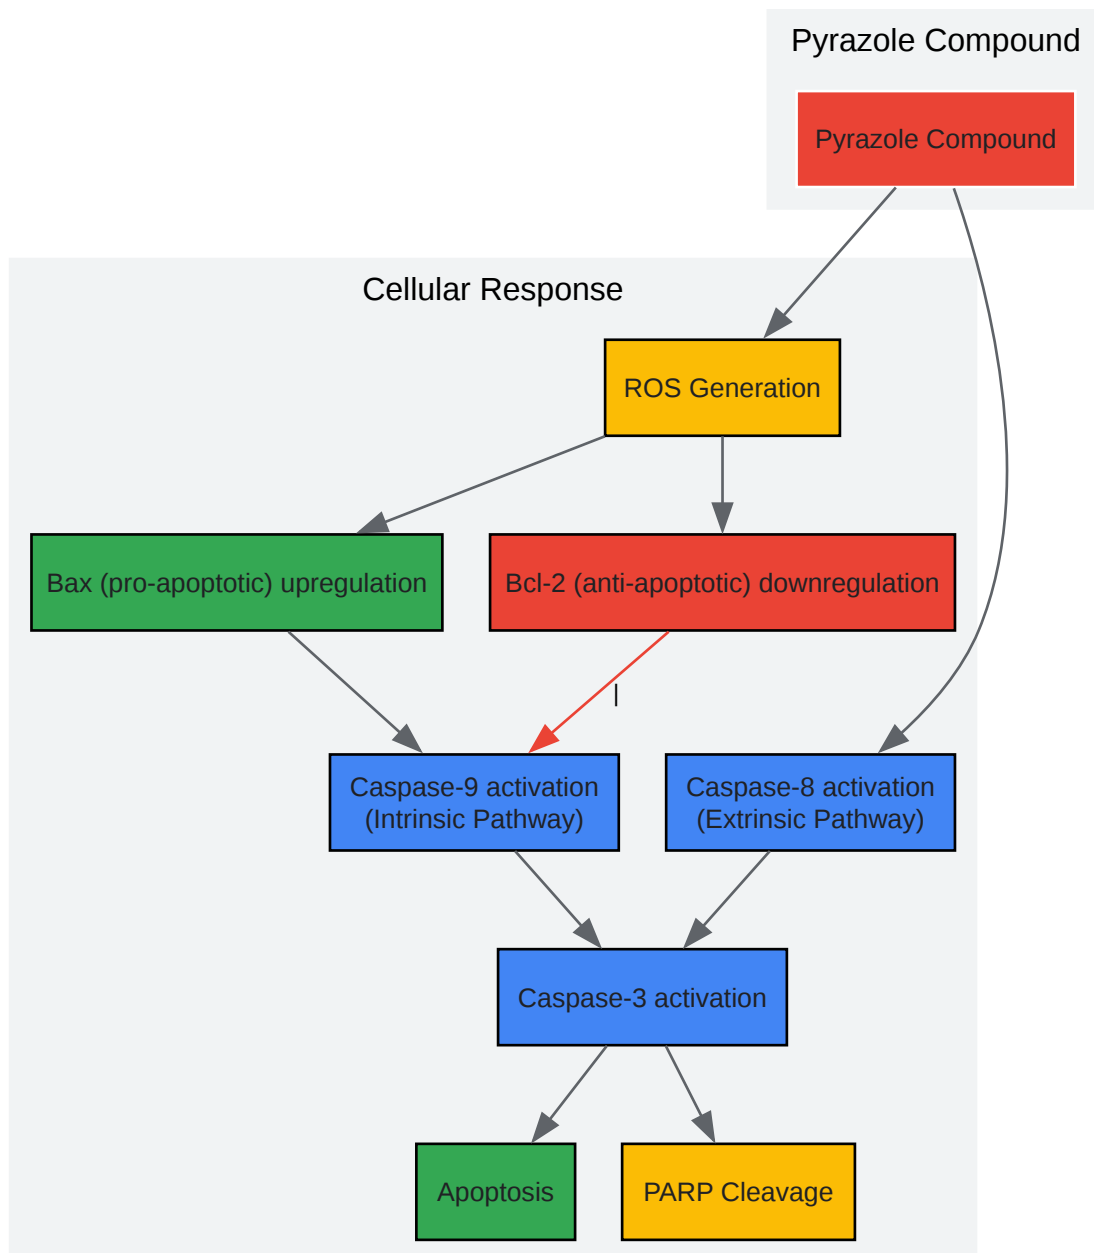 Pyrazole Compound
Pyrazole Compound
Cellular Response
ROS Generation
Bax (pro-apoptotic) upregulation
Bcl-2 (anti-apoptotic) downregulation
|
Caspase-9 activation
(Intrinsic Pathway)
Caspase-8 activation
(Extrinsic Pathway)
Caspase-3 activation
Apoptosis
PARP Cleavage